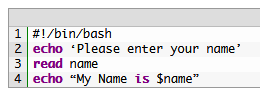 1 #!/bin/bash
2 echo ‘Please enter your name’
3 read name
4 echo “My Name is $name”